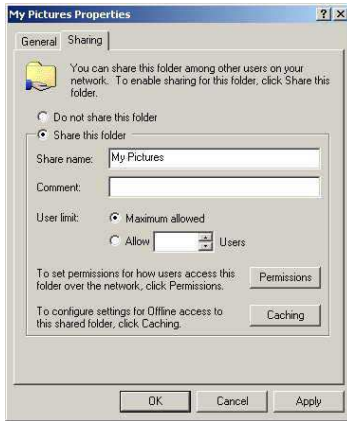 My Pictures Properties
General Sharing
You can share this folder among other users on your
network. To enable sharing for this folder, click Share this
folder.
Do not share this folder
Share this folder
Share name: My Pictures
Comment:
User limit: Maximum allowed
Allow Users
To set permissions for how users access this
folder over the network, click Permissions.
Permissions
To configure settings for Offline access to
this shared folder, click Caching.
Caching
OK Cancel Apply